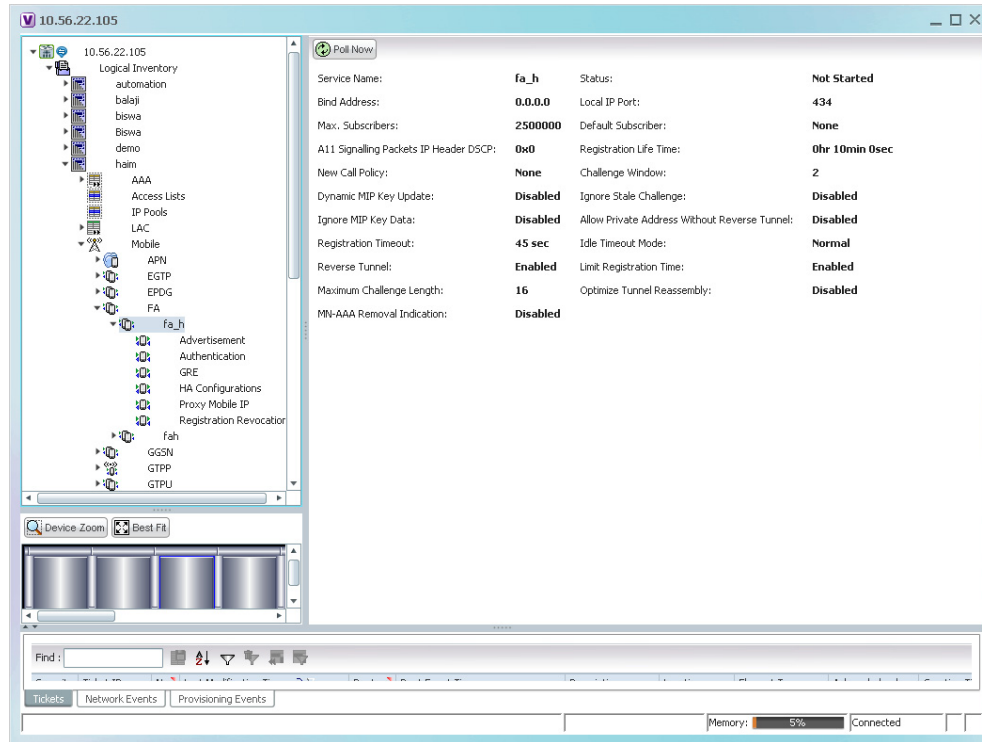 10.56.22.105
10.56.22.105
Logical Inventory
automation
balaji
biswa
Biswa
demo
haim
AAA
Access Lists
IP Pools
LAC
Mobile
APN
EGTP
EPDG
FA
fa_h
Advertisement
Authentication
GRE
HA Configurations
Proxy Mobile IP
Registration Revocation
fah
GGSN
GTPP
GTPU
Device Zoom Best Fit
Poll Now
Service Name: fa_h Status: Not Started
Bind Address: 0.0.0.0 Local IP Port: 434
Max. Subscribers: 2500000 Default Subscriber: None
A11 Signalling Packets IP Header DSCP: 0x0 Registration Life Time: 0hr 10min 0sec
New Call Policy: None Challenge Window: 2
Dynamic MIP Key Update: Disabled Ignore Stale Challenge: Disabled
Ignore MIP Key Data: Disabled Allow Private Address Without Reverse Tunnel: Disabled
Registration Timeout: 45 sec Idle Timeout Mode: Normal
Reverse Tunnel: Enabled Limit Registration Time: Enabled
Maximum Challenge Length: 16 Optimize Tunnel Reassembly: Disabled
MN-AAA Removal Indication: Disabled
Find :
Tickets Network Events Provisioning Events
Memory: 5% Connected